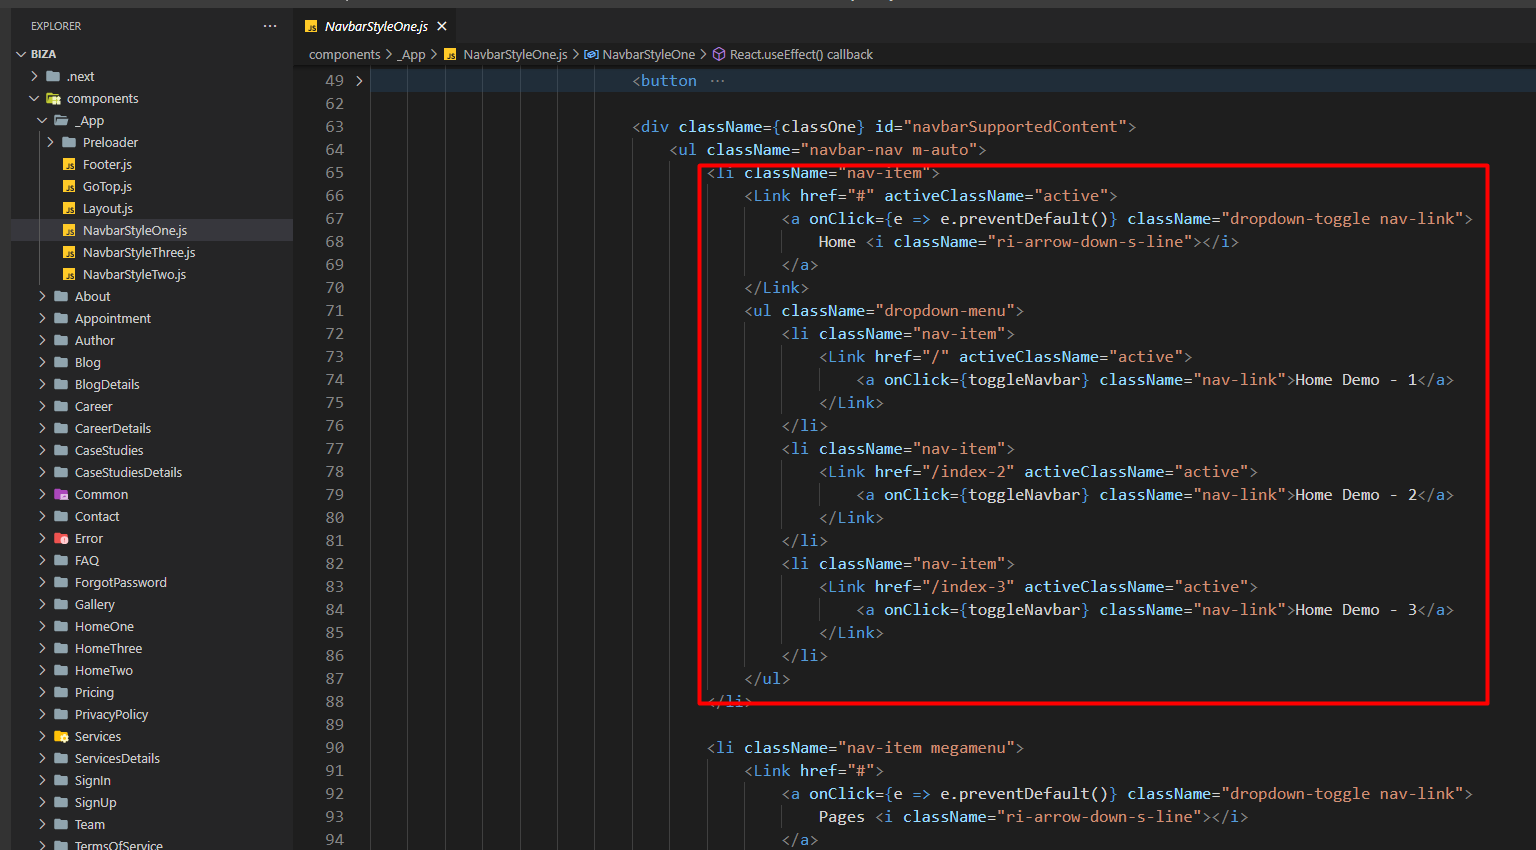 EXPLORER
BIZA
.next
components
_App
Preloader
Footer.js
GoTop.js
Layout.js
NavbarStyleOne.js
NavbarStyleThree.js
NavbarStyleTwo.js
About
Appointment
Author
Blog
BlogDetails
Career
CareerDetails
CaseStudies
CaseStudiesDetails
Common
Contact
Error
FAQ
ForgotPassword
Gallery
HomeOne
HomeThree
HomeTwo
Pricing
PrivacyPolicy
Services
ServicesDetails
SignIn
SignUp
Team
TermsOfService
JS NavbarStyleOne.js
components > _App > JS NavbarStyleOne.js > NavbarStyleOne > React.useEffect() callback
49 <button ···
62
63 <div className={classOne} id="navbarSupportedContent">
64 <ul className="navbar-nav m-auto">
65 <li className="nav-item">
66 <Link href="#" activeClassName="active">
67 <a onClick={e => e.preventDefault()} className="dropdown-toggle nav-link">
68 Home <i className="ri-arrow-down-s-line"></i>
69 </a>
70 </Link>
71 <ul className="dropdown-menu">
72 <li className="nav-item">
73 <Link href="/" activeClassName="active">
74 <a onClick={toggleNavbar} className="nav-link">Home Demo - 1</a>
75 </Link>
76 </li>
77 <li className="nav-item">
78 <Link href="/index-2" activeClassName="active">
79 <a onClick={toggleNavbar} className="nav-link">Home Demo - 2</a>
80 </Link>
81 </li>
82 <li className="nav-item">
83 <Link href="/index-3" activeClassName="active">
84 <a onClick={toggleNavbar} className="nav-link">Home Demo - 3</a>
85 </Link>
86 </li>
87 </ul>
88 </li>
89
90 <li className="nav-item megamenu">
91 <Link href="#">
92 <a onClick={e => e.preventDefault()} className="dropdown-toggle nav-link">
93 Pages <i className="ri-arrow-down-s-line"></i>
94 </a>